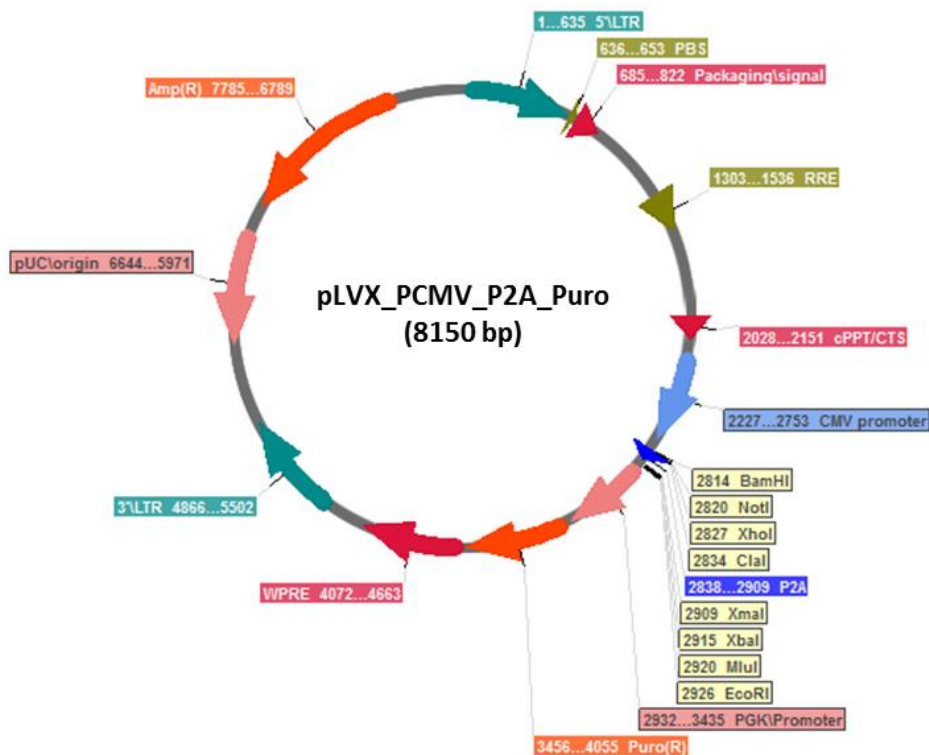 1...635 5'\LTR
636...653 PBS
685...822 Packaging\signal
Amp(R) 7785...6789
1303...1536 RRE
pUC\origin 6644...5971
pLVX_PCMV_P2A_Puro
(8150 bp)
2028...2151 cPPT/CTS
2227...2753 CMV promoter
2814 BamHI
2820 NotI
2827 XhoI
2834 ClaI
2838...2909 P2A
2909 XmaI
2915 XbaI
2920 MluI
2926 EcoRI
2932...3435 PGK\Promoter
3'\LTR 4866...5502
WPRE 4072...4663
3456...4055 Puro(R)